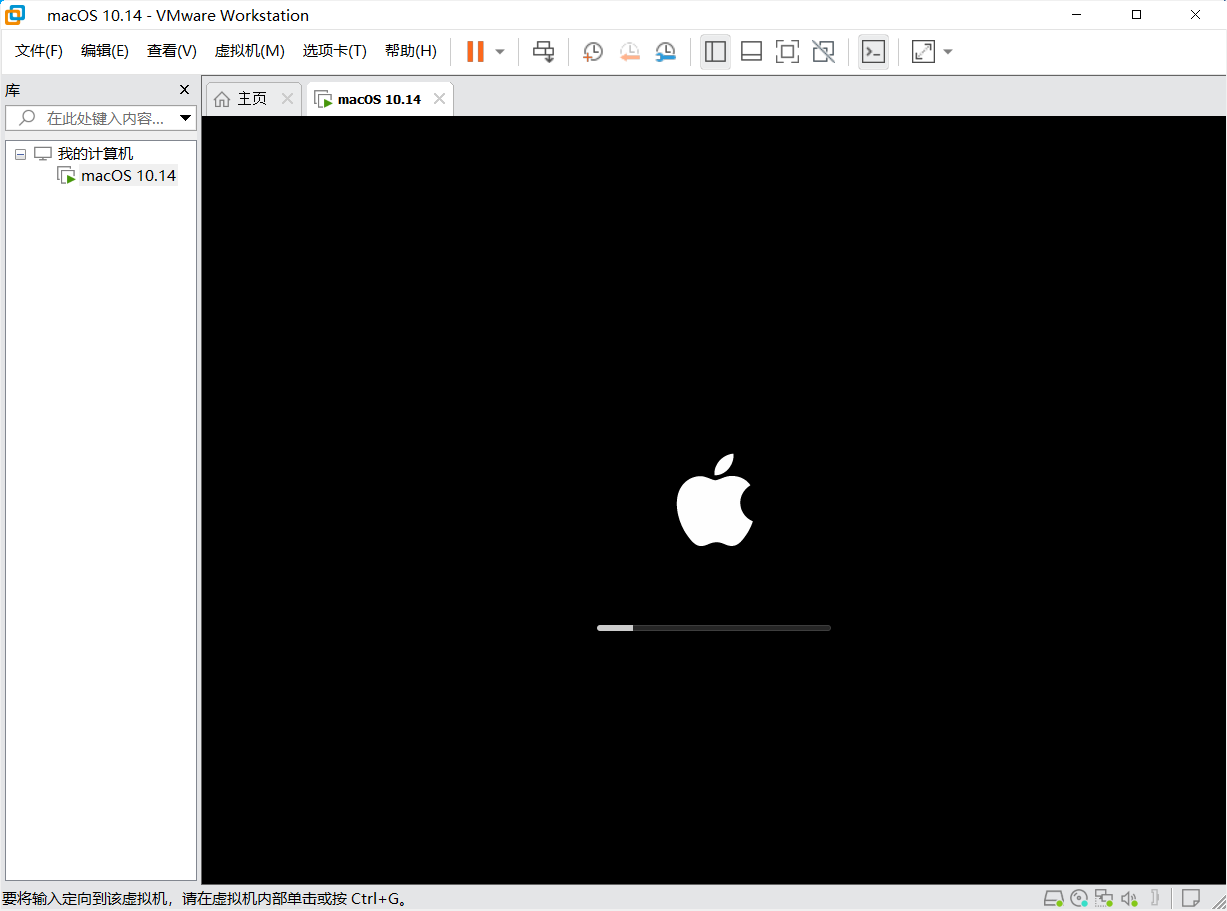 macOS 10.14 - VMware Workstation
文件(F) 编辑(E) 查看(V) 虚拟机(M) 选项卡(T) 帮助(H)
库
主页
macOS 10.14
在此处键入内容...
我的计算机
macOS 10.14
要将输入定向到该虚拟机，请在虚拟机内部单击或按 Ctrl+G。